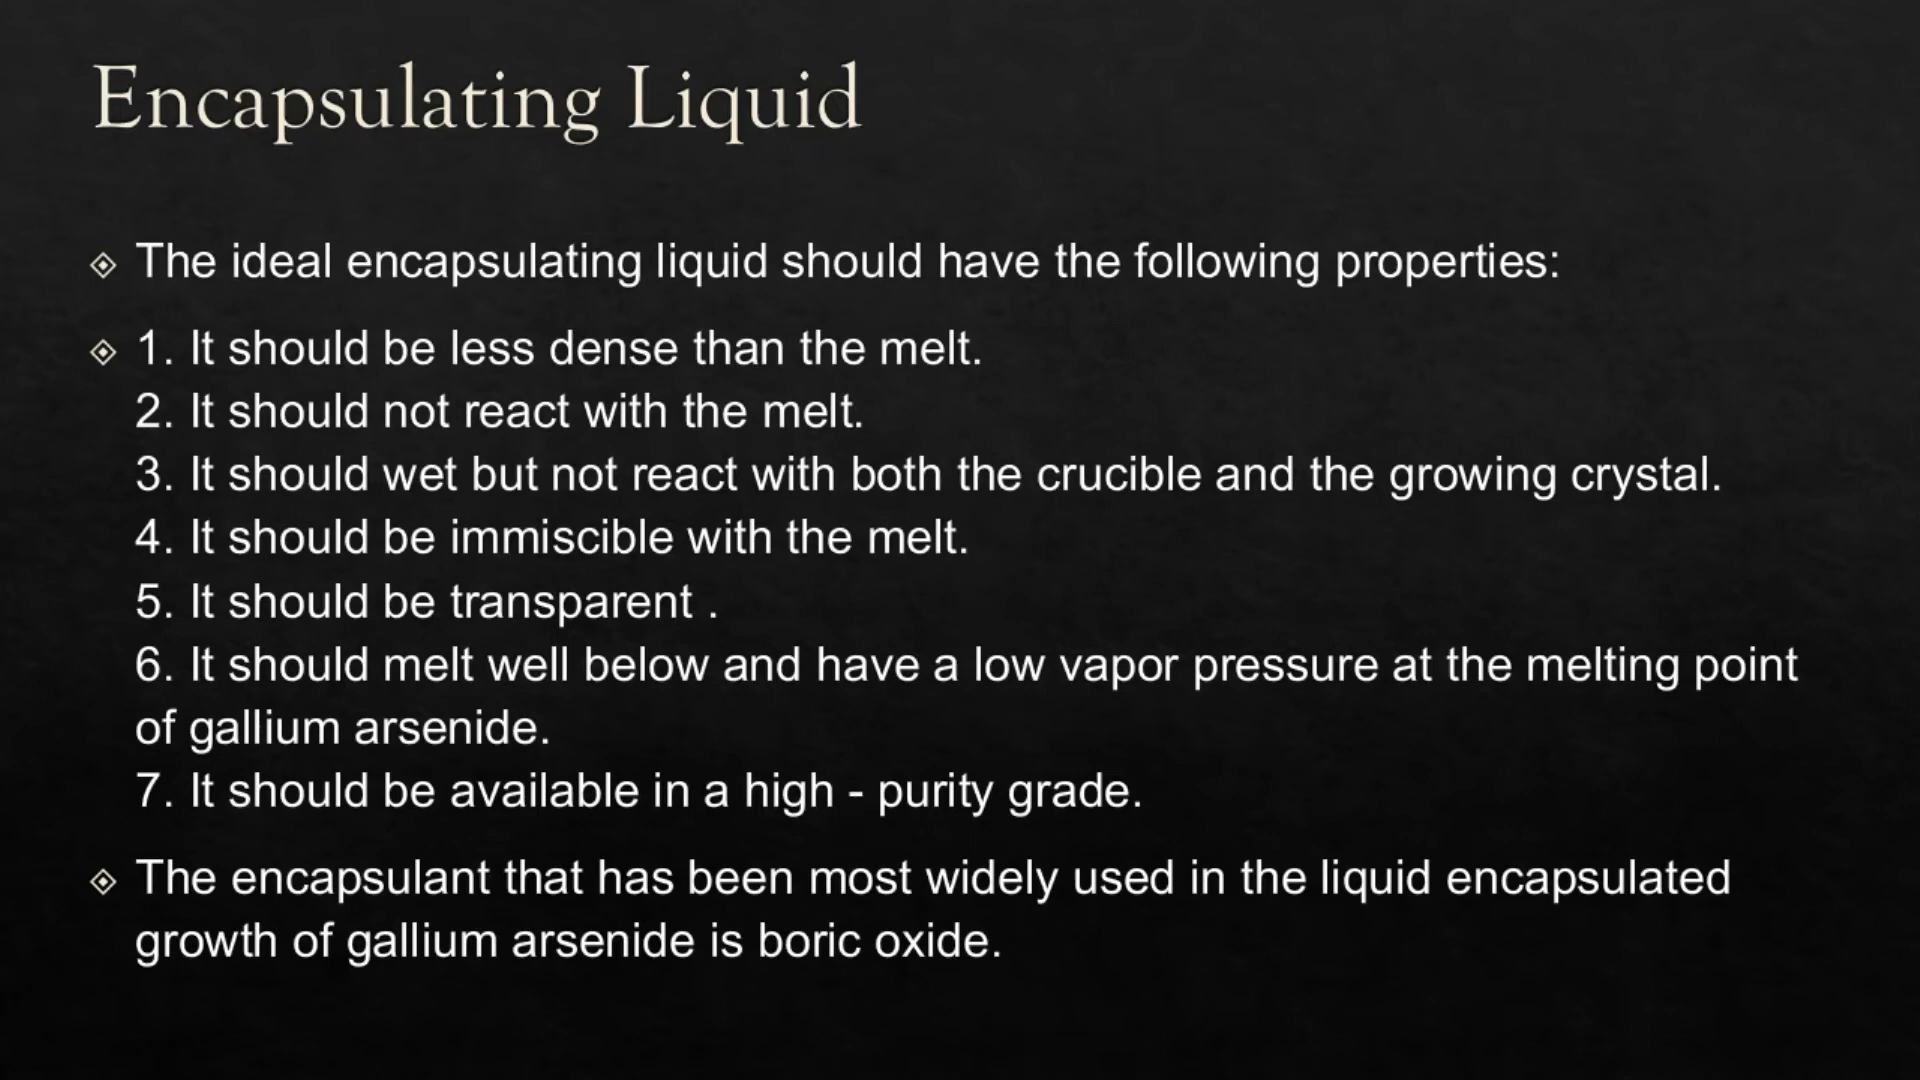 Encapsulating Liquid
The ideal encapsulating liquid should have the following properties:
1. It should be less dense than the melt.
2. It should not react with the melt.
3. It should wet but not react with both the crucible and the growing crystal.
4. It should be immiscible with the melt.
5. It should be transparent .
6. It should melt well below and have a low vapor pressure at the melting point
of gallium arsenide.
7. It should be available in a high - purity grade.
The encapsulant that has been most widely used in the liquid encapsulated
growth of gallium arsenide is boric oxide.